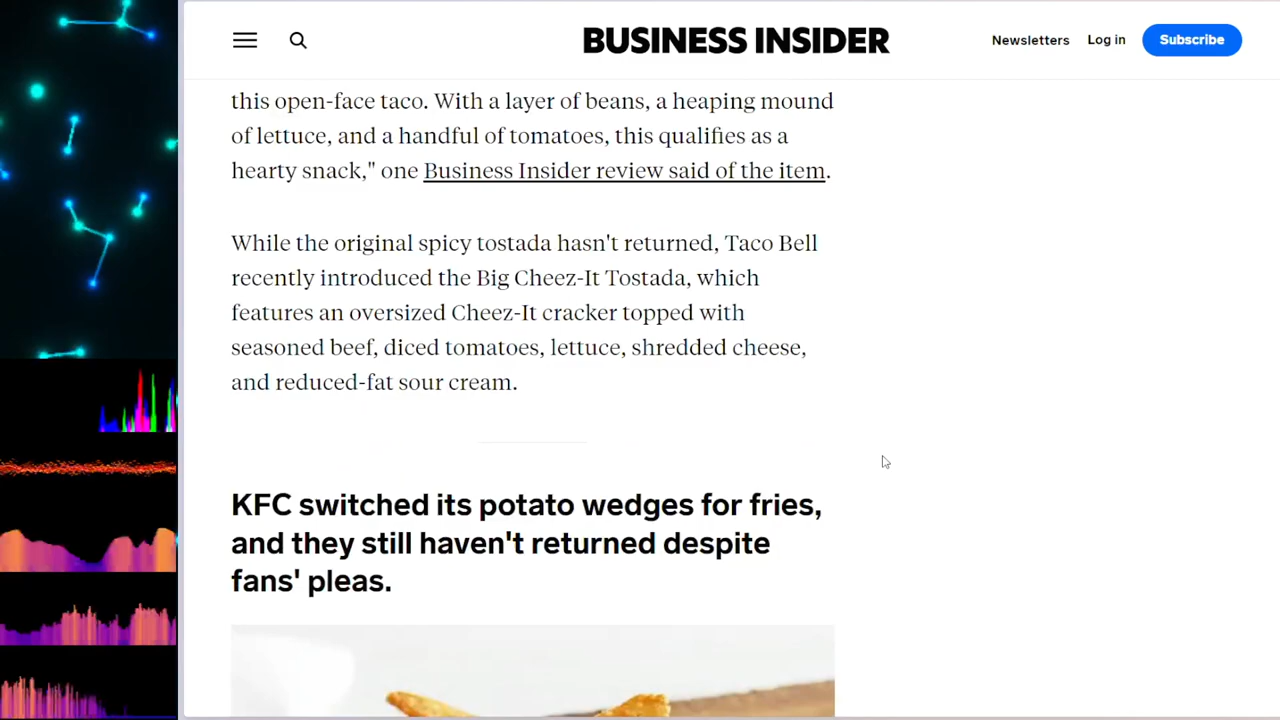 BUSINESS INSIDER
Newsletters
Log in
Subscribe
this open-face taco. With a layer of beans, a heaping mound
of lettuce, and a handful of tomatoes, this qualifies as a
hearty snack," one Business Insider review said of the item.
While the original spicy tostada hasn't returned, Taco Bell
recently introduced the Big Cheez-It Tostada, which
features an oversized Cheez-It cracker topped with
seasoned beef, diced tomatoes, lettuce, shredded cheese,
and reduced-fat sour cream.
KFC switched its potato wedges for fries,
and they still haven't returned despite
fans' pleas.